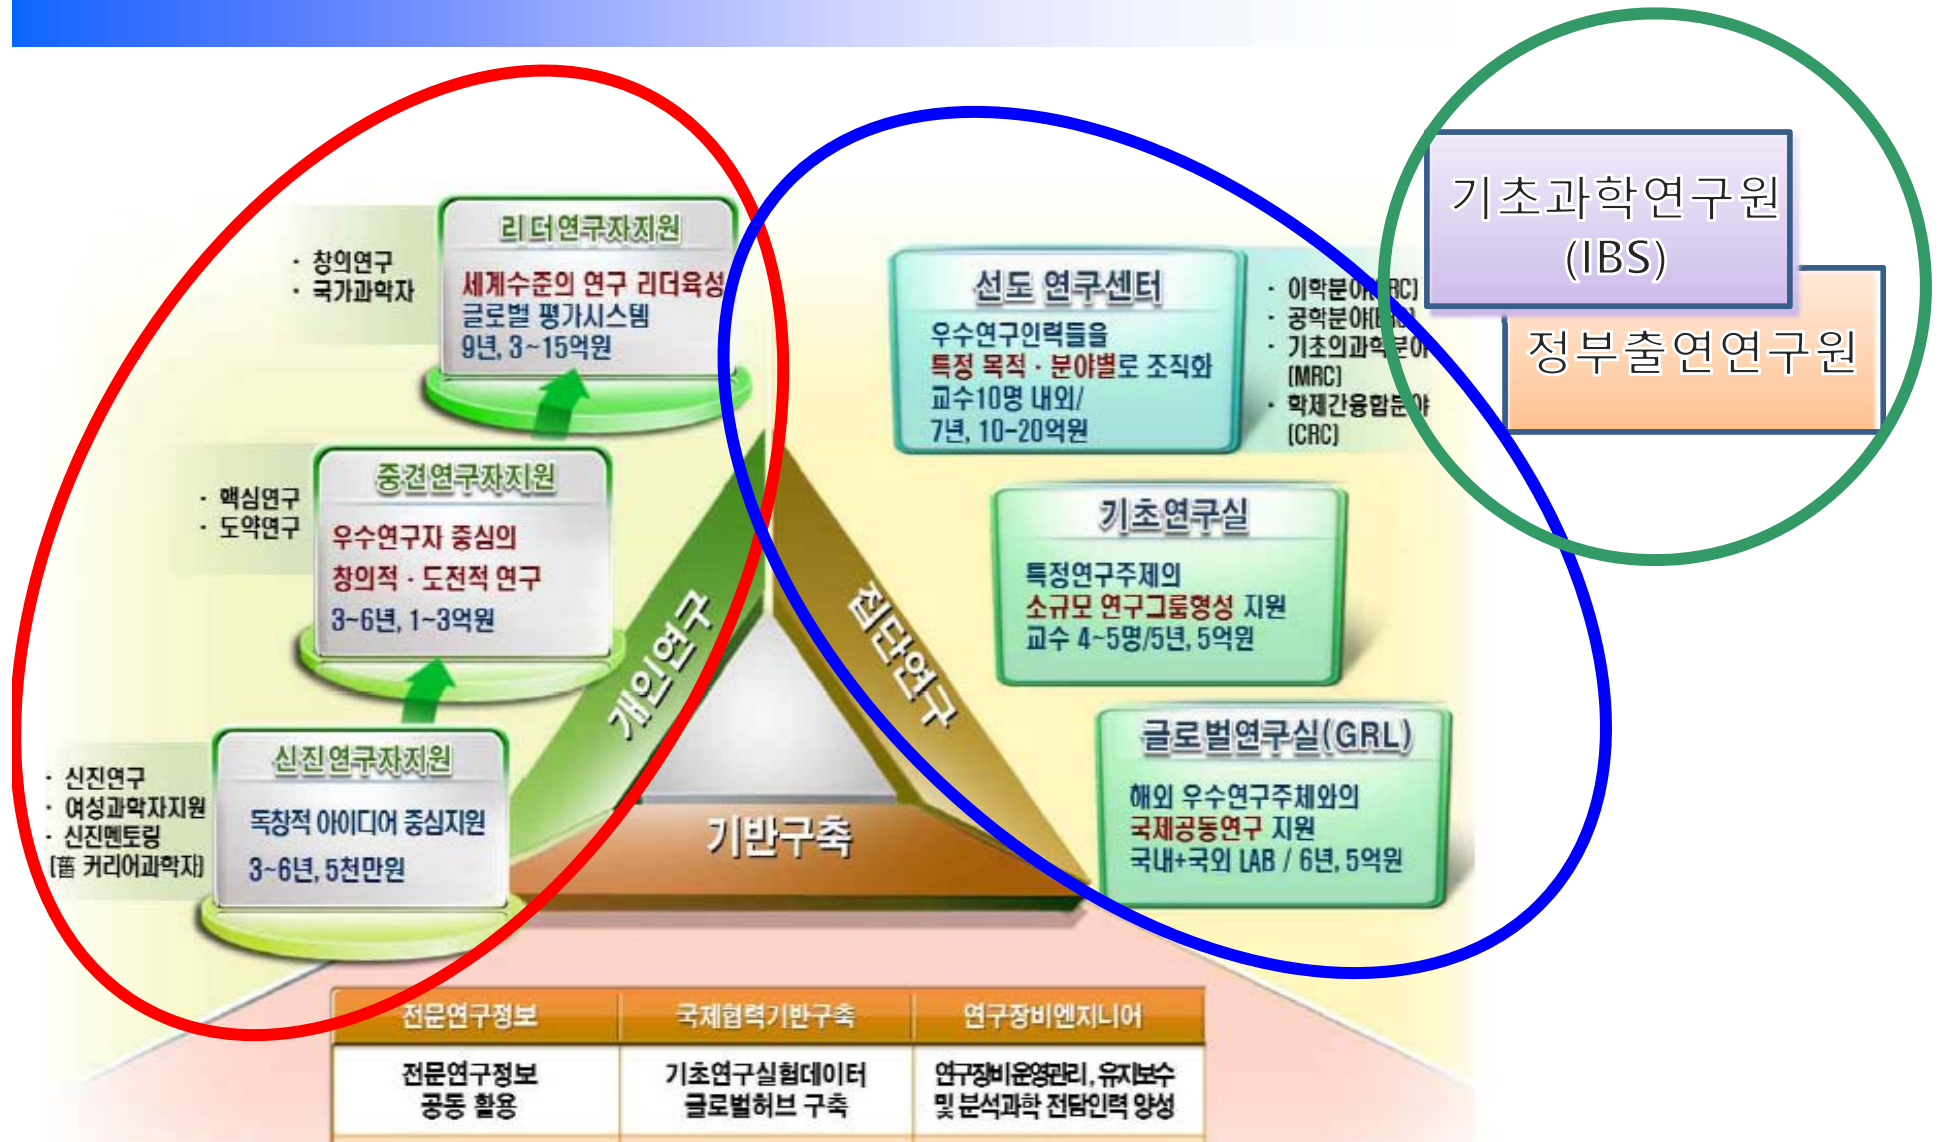 리더연구자지원
· 창의연구
· 국가과학자
세계수준의 연구 리더육성
글로벌 평가시스템
9년, 3~15억원
중견연구자지원
· 핵심연구
· 도약연구
우수연구자 중심의
창의적 · 도전적 연구
3~6년, 1~3억원
신진연구자지원
· 신진연구
· 여성과학자지원
· 신진멘토링
(舊 커리어과학자)
독창적 아이디어 중심지원
3~6년, 5천만원
개인연구
집단연구
기반구축
선도 연구센터
우수연구인력들을
특정 목적 · 분야별로 조직화
교수10명 내외/
7년, 10-20억원
· 이학분야(SRC)
· 공학분야(ERC)
· 기초의과학분야
(MRC)
· 학제간융합분야
(CRC)
기초연구실
특정연구주제의
소규모 연구그룹형성 지원
교수 4~5명/5년, 5억원
글로벌연구실(GRL)
해외 우수연구주체와의
국제공동연구 지원
국내+국외 LAB / 6년, 5억원
기초과학연구원
(IBS)
정부출연연구원
전문연구정보
국제협력기반구축
연구장비엔지니어
전문연구정보
공동 활용
기초연구실험데이터
글로벌허브 구축
연구장비 운영관리, 유지보수
및 분석과학 전담인력 양성